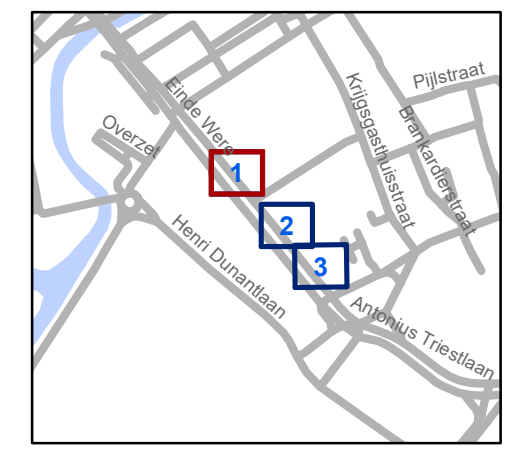 Pijlstraat
Einde Were
Krijgsgasthuisstraat
Brankardierstraat
Overzet
1
2
3
Henri Dunantlaan
Antonius Triestlaan